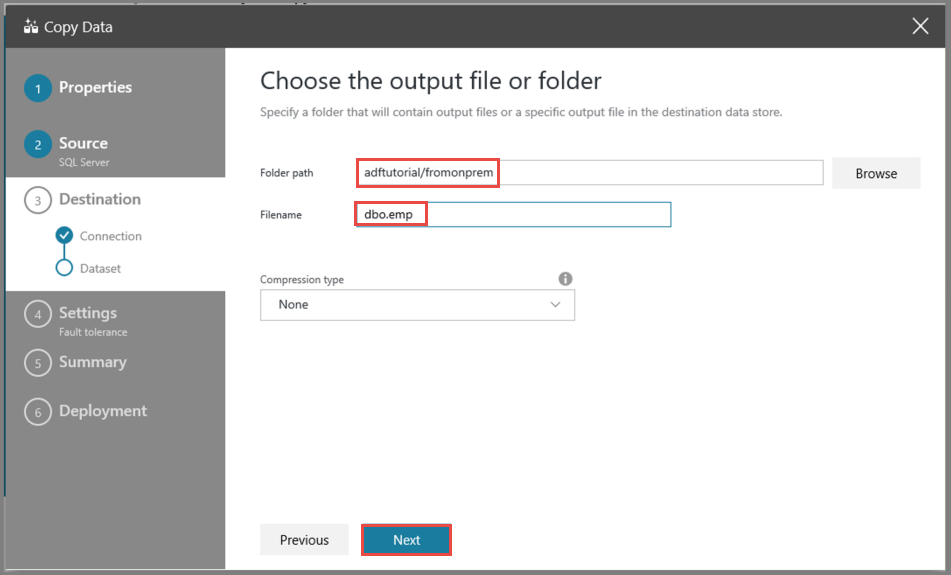 Copy Data
1 Properties
2 Source
SQL Server
3 Destination
Connection
Dataset
4 Settings
Fault tolerance
5 Summary
6 Deployment
Choose the output file or folder
Specify a folder that will contain output files or a specific output file in the destination data store.
Folder path adftutorial/fromonprem Browse
Filename dbo.emp
Compression type
None
Previous Next